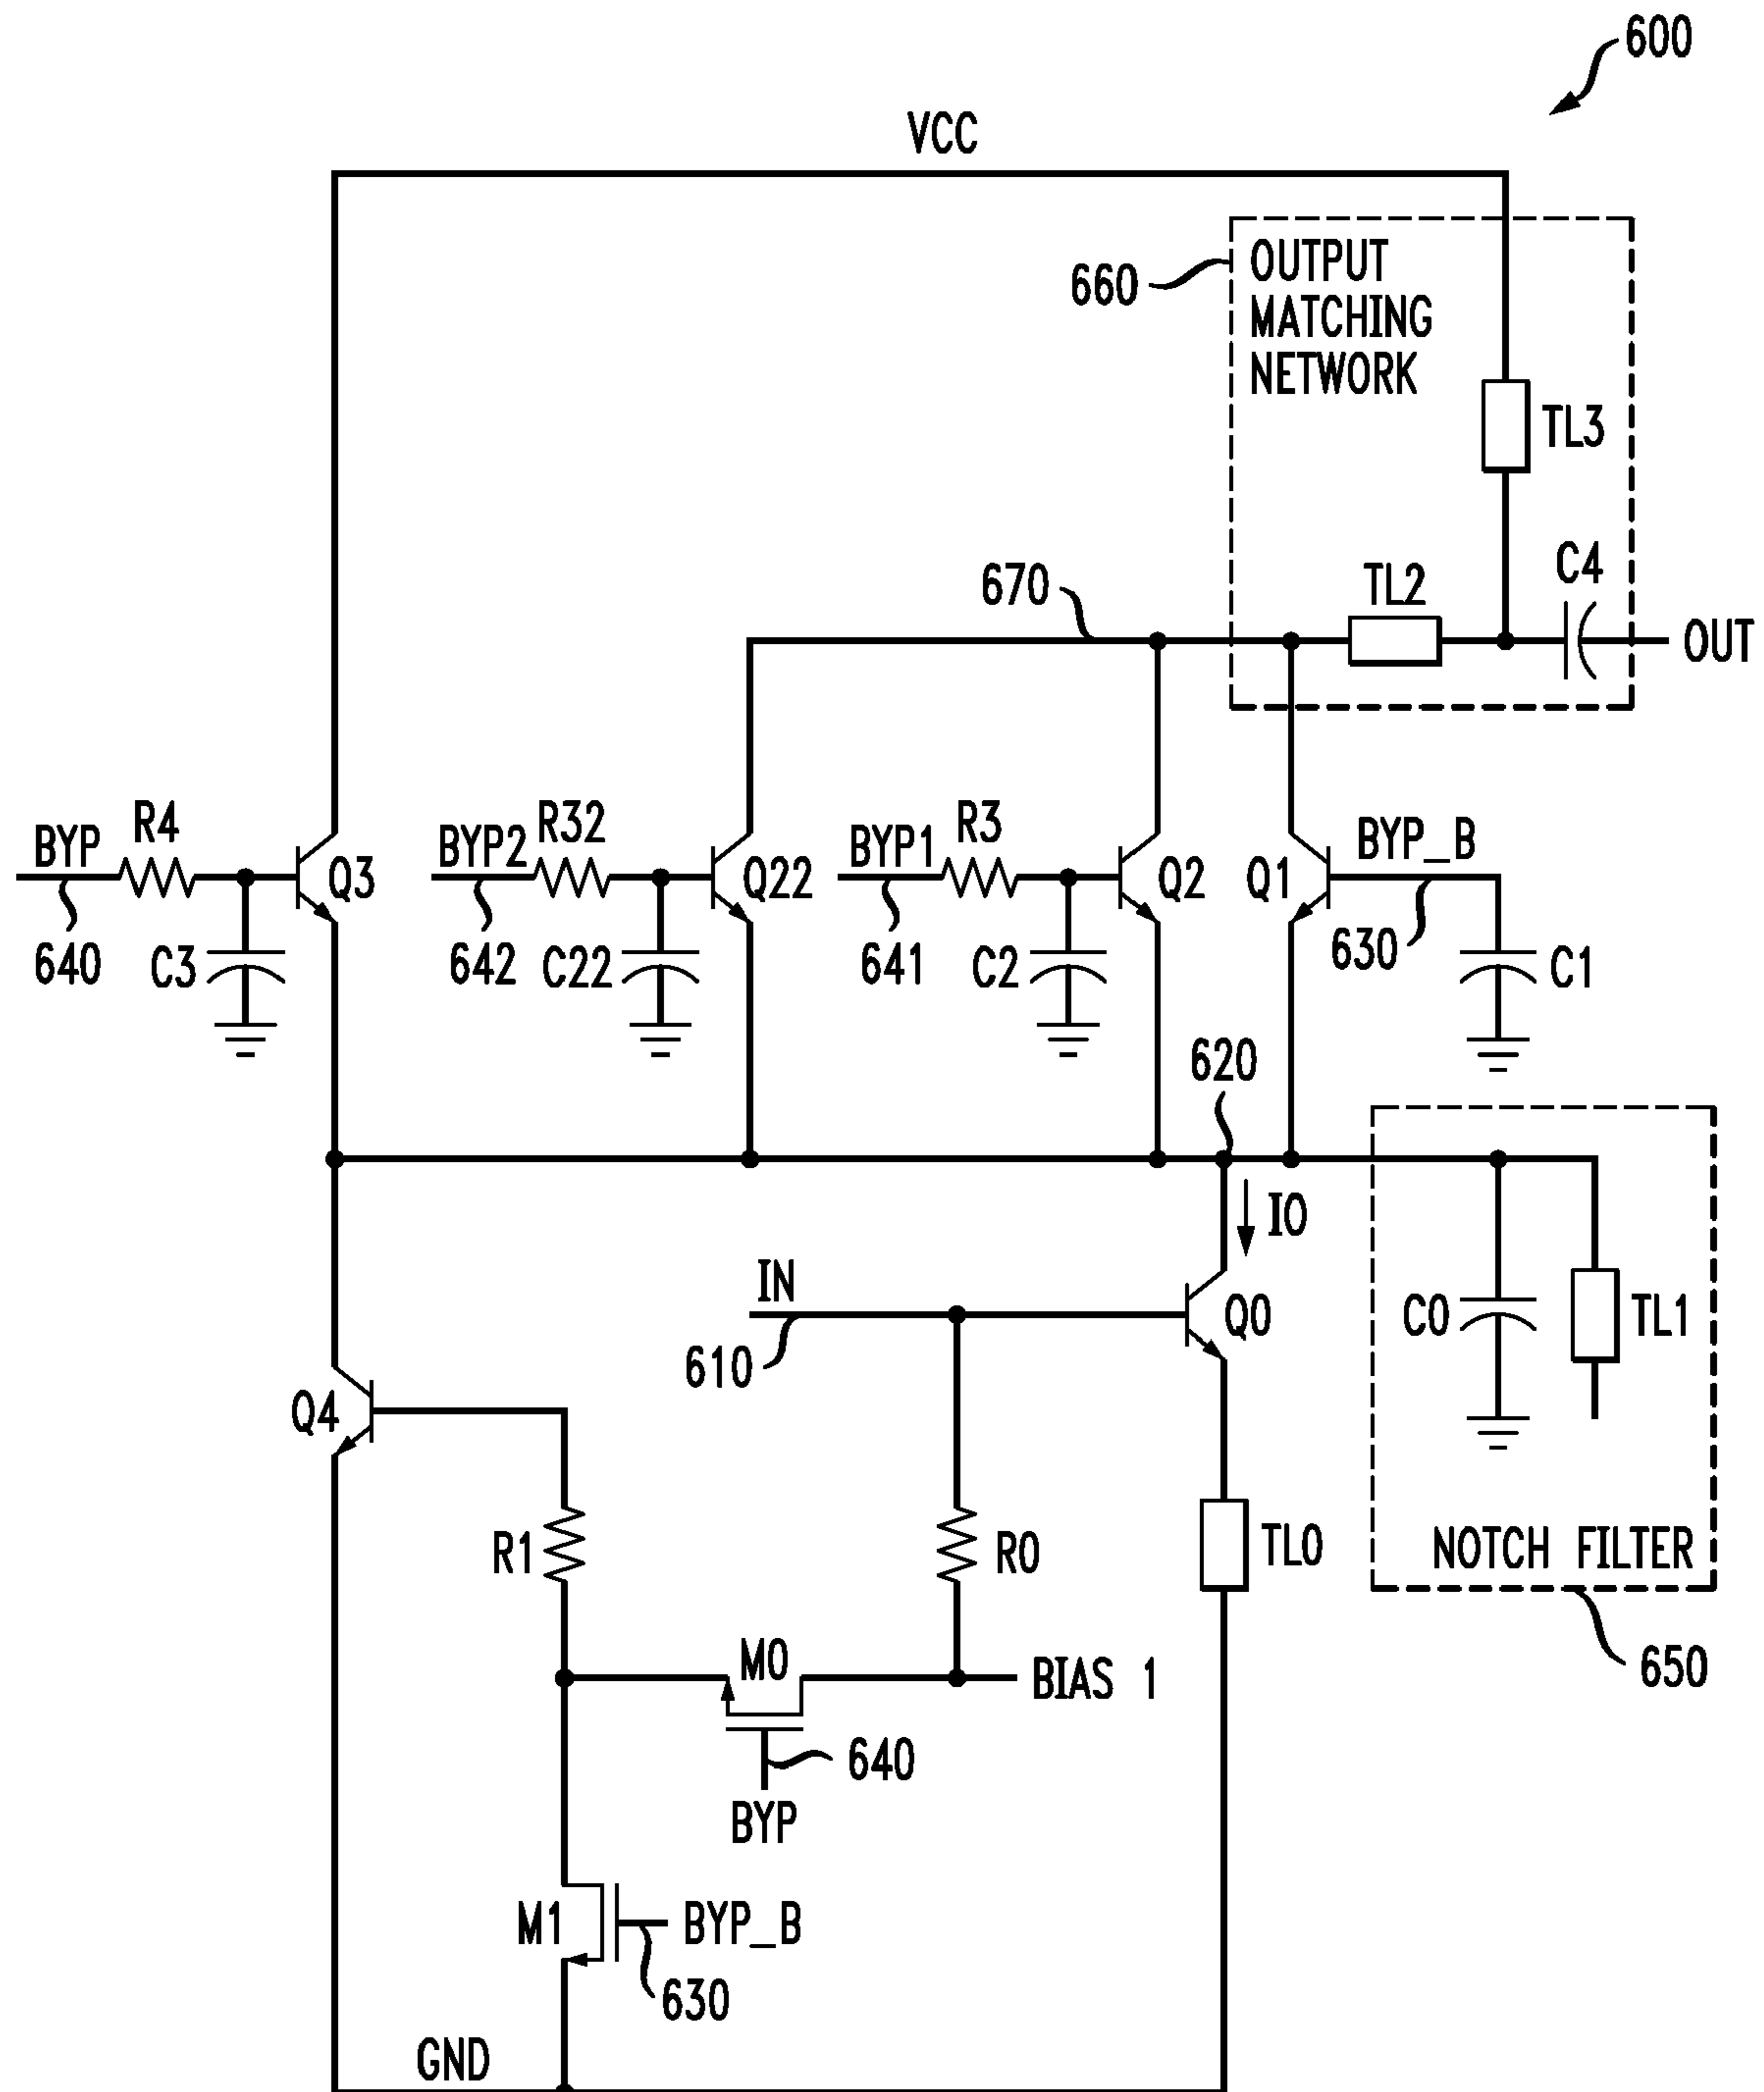 600
VCC
OUTPUT
MATCHING
NETWORK
660
TL3
670
TL2
C4
OUT
BYP
R4
Q3
640
C3
BYP2
R32
Q22
642
C22
BYP1
R3
Q2
641
C2
Q1
BYP_B
630
C1
620
I0
IN
610
Q0
C0
TL1
Q4
R1
R0
TL0
NOTCH FILTER
650
M0
BIAS 1
640
BYP
M1
BYP_B
630
GND